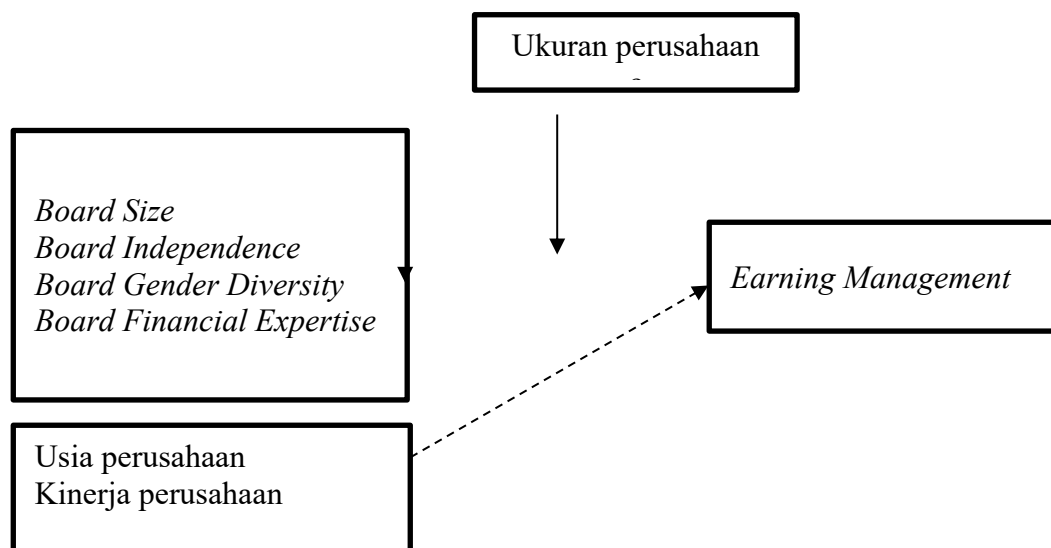 Ukuran perusahaan
Board Size
Board Independence
Board Gender Diversity
Board Financial Expertise
Earning Management
Usia perusahaan
Kinerja perusahaan